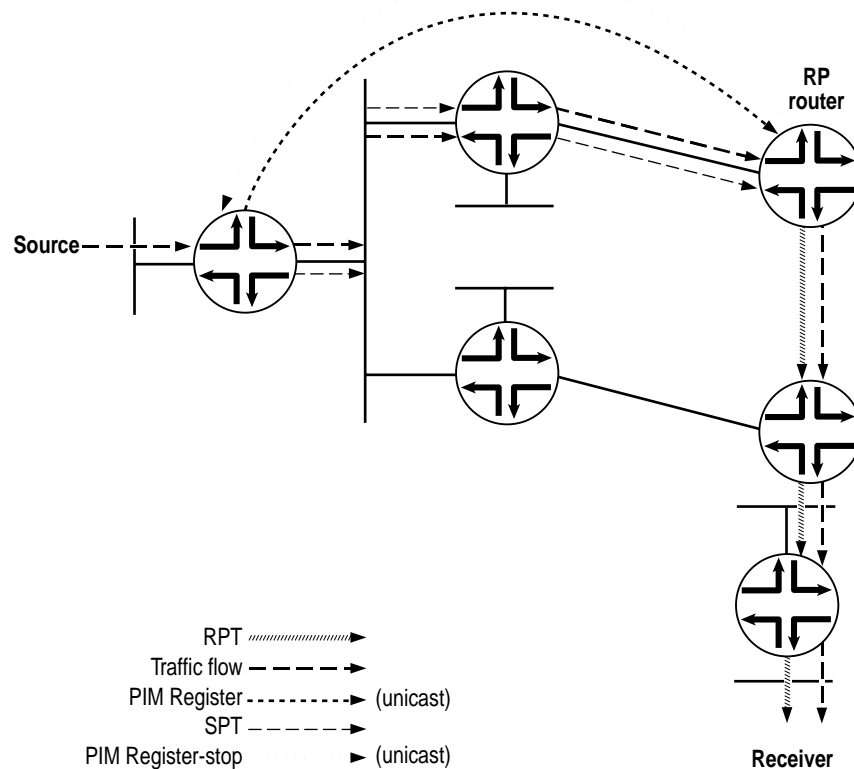 RP
router
Source
RPT
Traffic flow
PIM Register (unicast)
SPT
PIM Register-stop (unicast)
Receiver